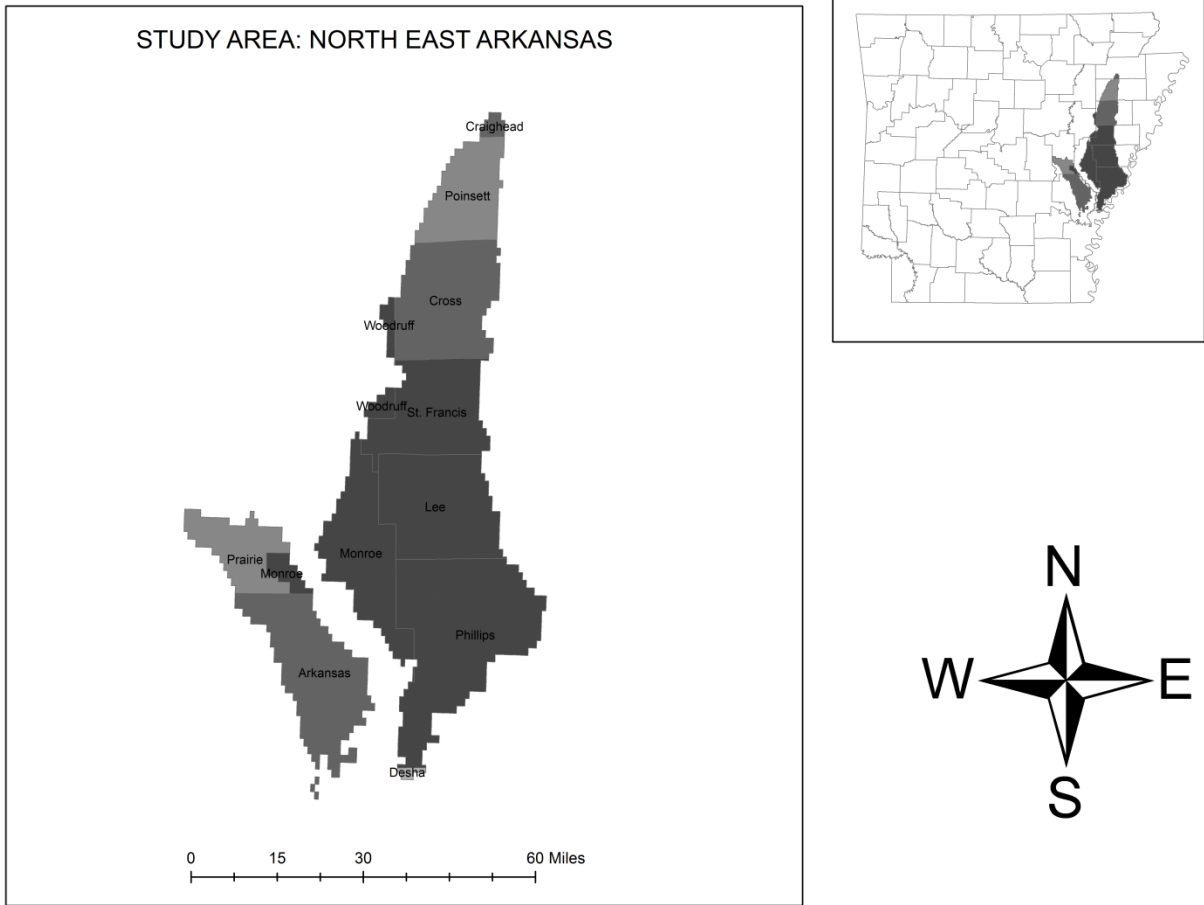 STUDY AREA: NORTH EAST ARKANSAS
Craighead
Poinsett
Cross
Woodruff
Woodruff
St. Francis
Lee
Monroe
Prairie
Monroe
Phillips
Arkansas
Desha
0 15 30 60 Miles
N
W E
S